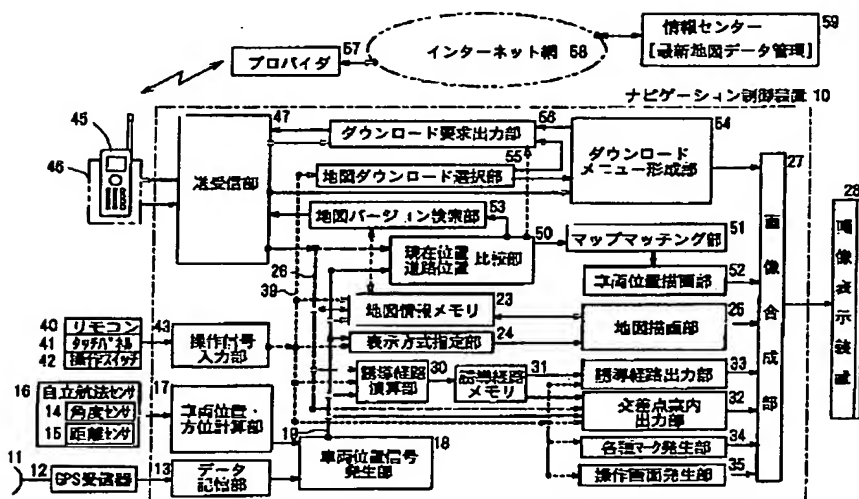 情報センター 59
[最新地図データ管理]
インターネット網 58
プロバイダ 57
ナビゲーション制御装置 10
45
46
47
送受信部
ダウンロード要求出力部 56
地図ダウンロード選択部 55
地図バージョン検索部 53
ダウンロード
メニュー形成部
54
27
画像合成部
28
画像表示装置
現在位置
道路位置
比較部
50
マップマッチング部 51
車両位置描画部 52
26
39
地図情報メモリ 23
表示方式指定部 24
地図描画部 25
40 リモコン
41 タッチパネル
42 操作スイッチ
43
操作信号
入力部
誘導経路
演算部
30
誘導経路
メモリ
31
誘導経路出力部 33
交差点案内
出力部
32
各種マーク発生部 34
操作画面発生部 35
16 自立航法センサ
14 角度センサ
15 距離センサ
17
車両位置・
方位計算部
19
車両位置信号
発生部
18
11
12 GPS受信器
13
データ
記憶部